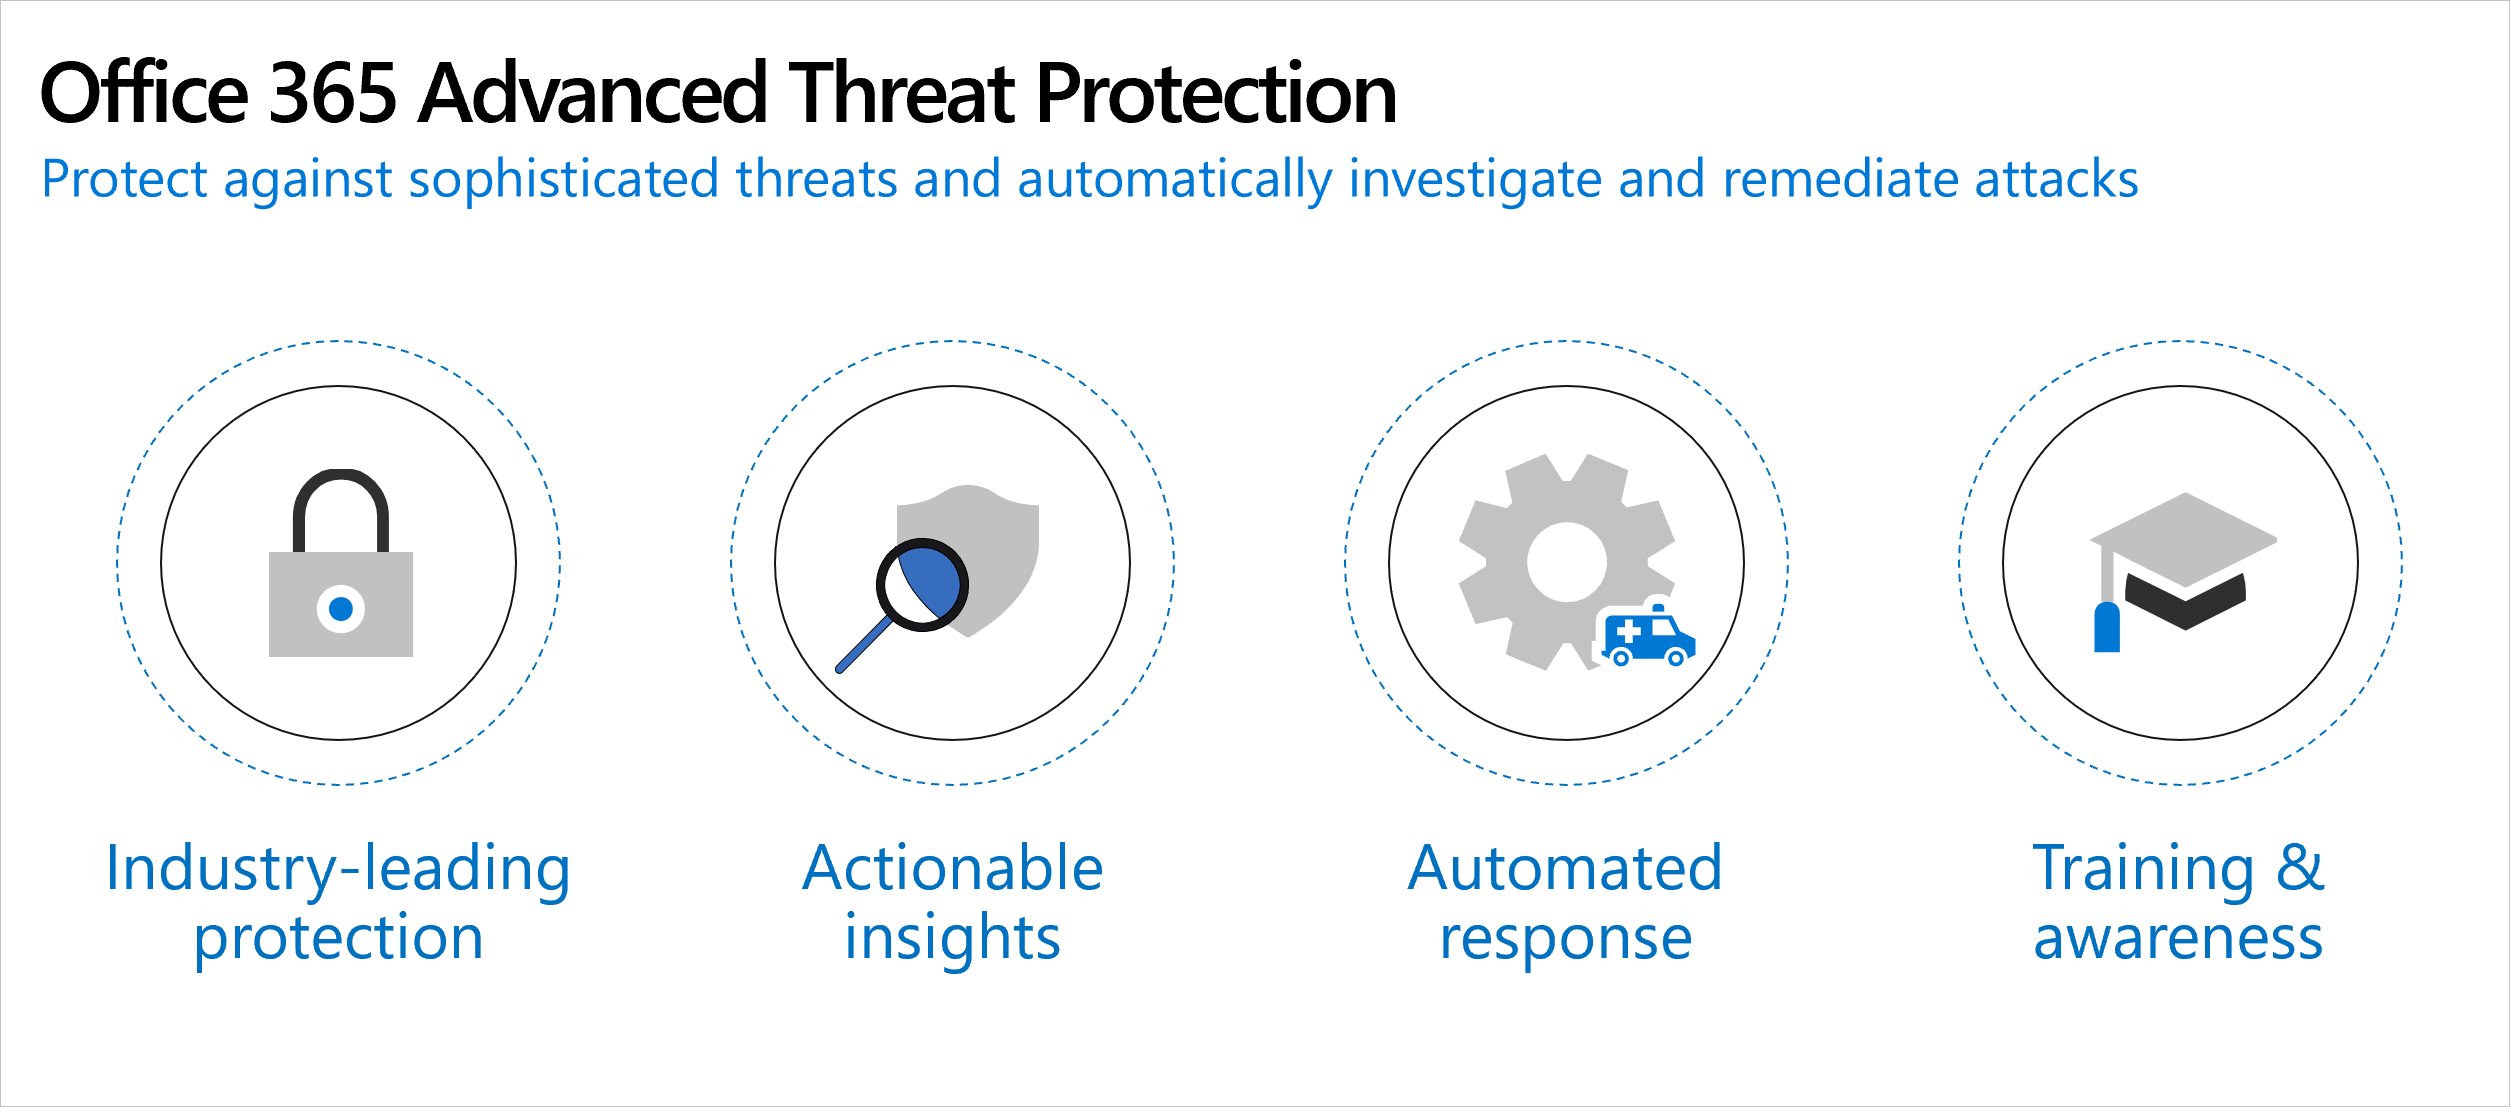 Office 365 Advanced Threat Protection
Protect against sophisticated threats and automatically investigate and remediate attacks
Industry-leading
protection
Actionable
insights
Automated
response
Training &
awareness